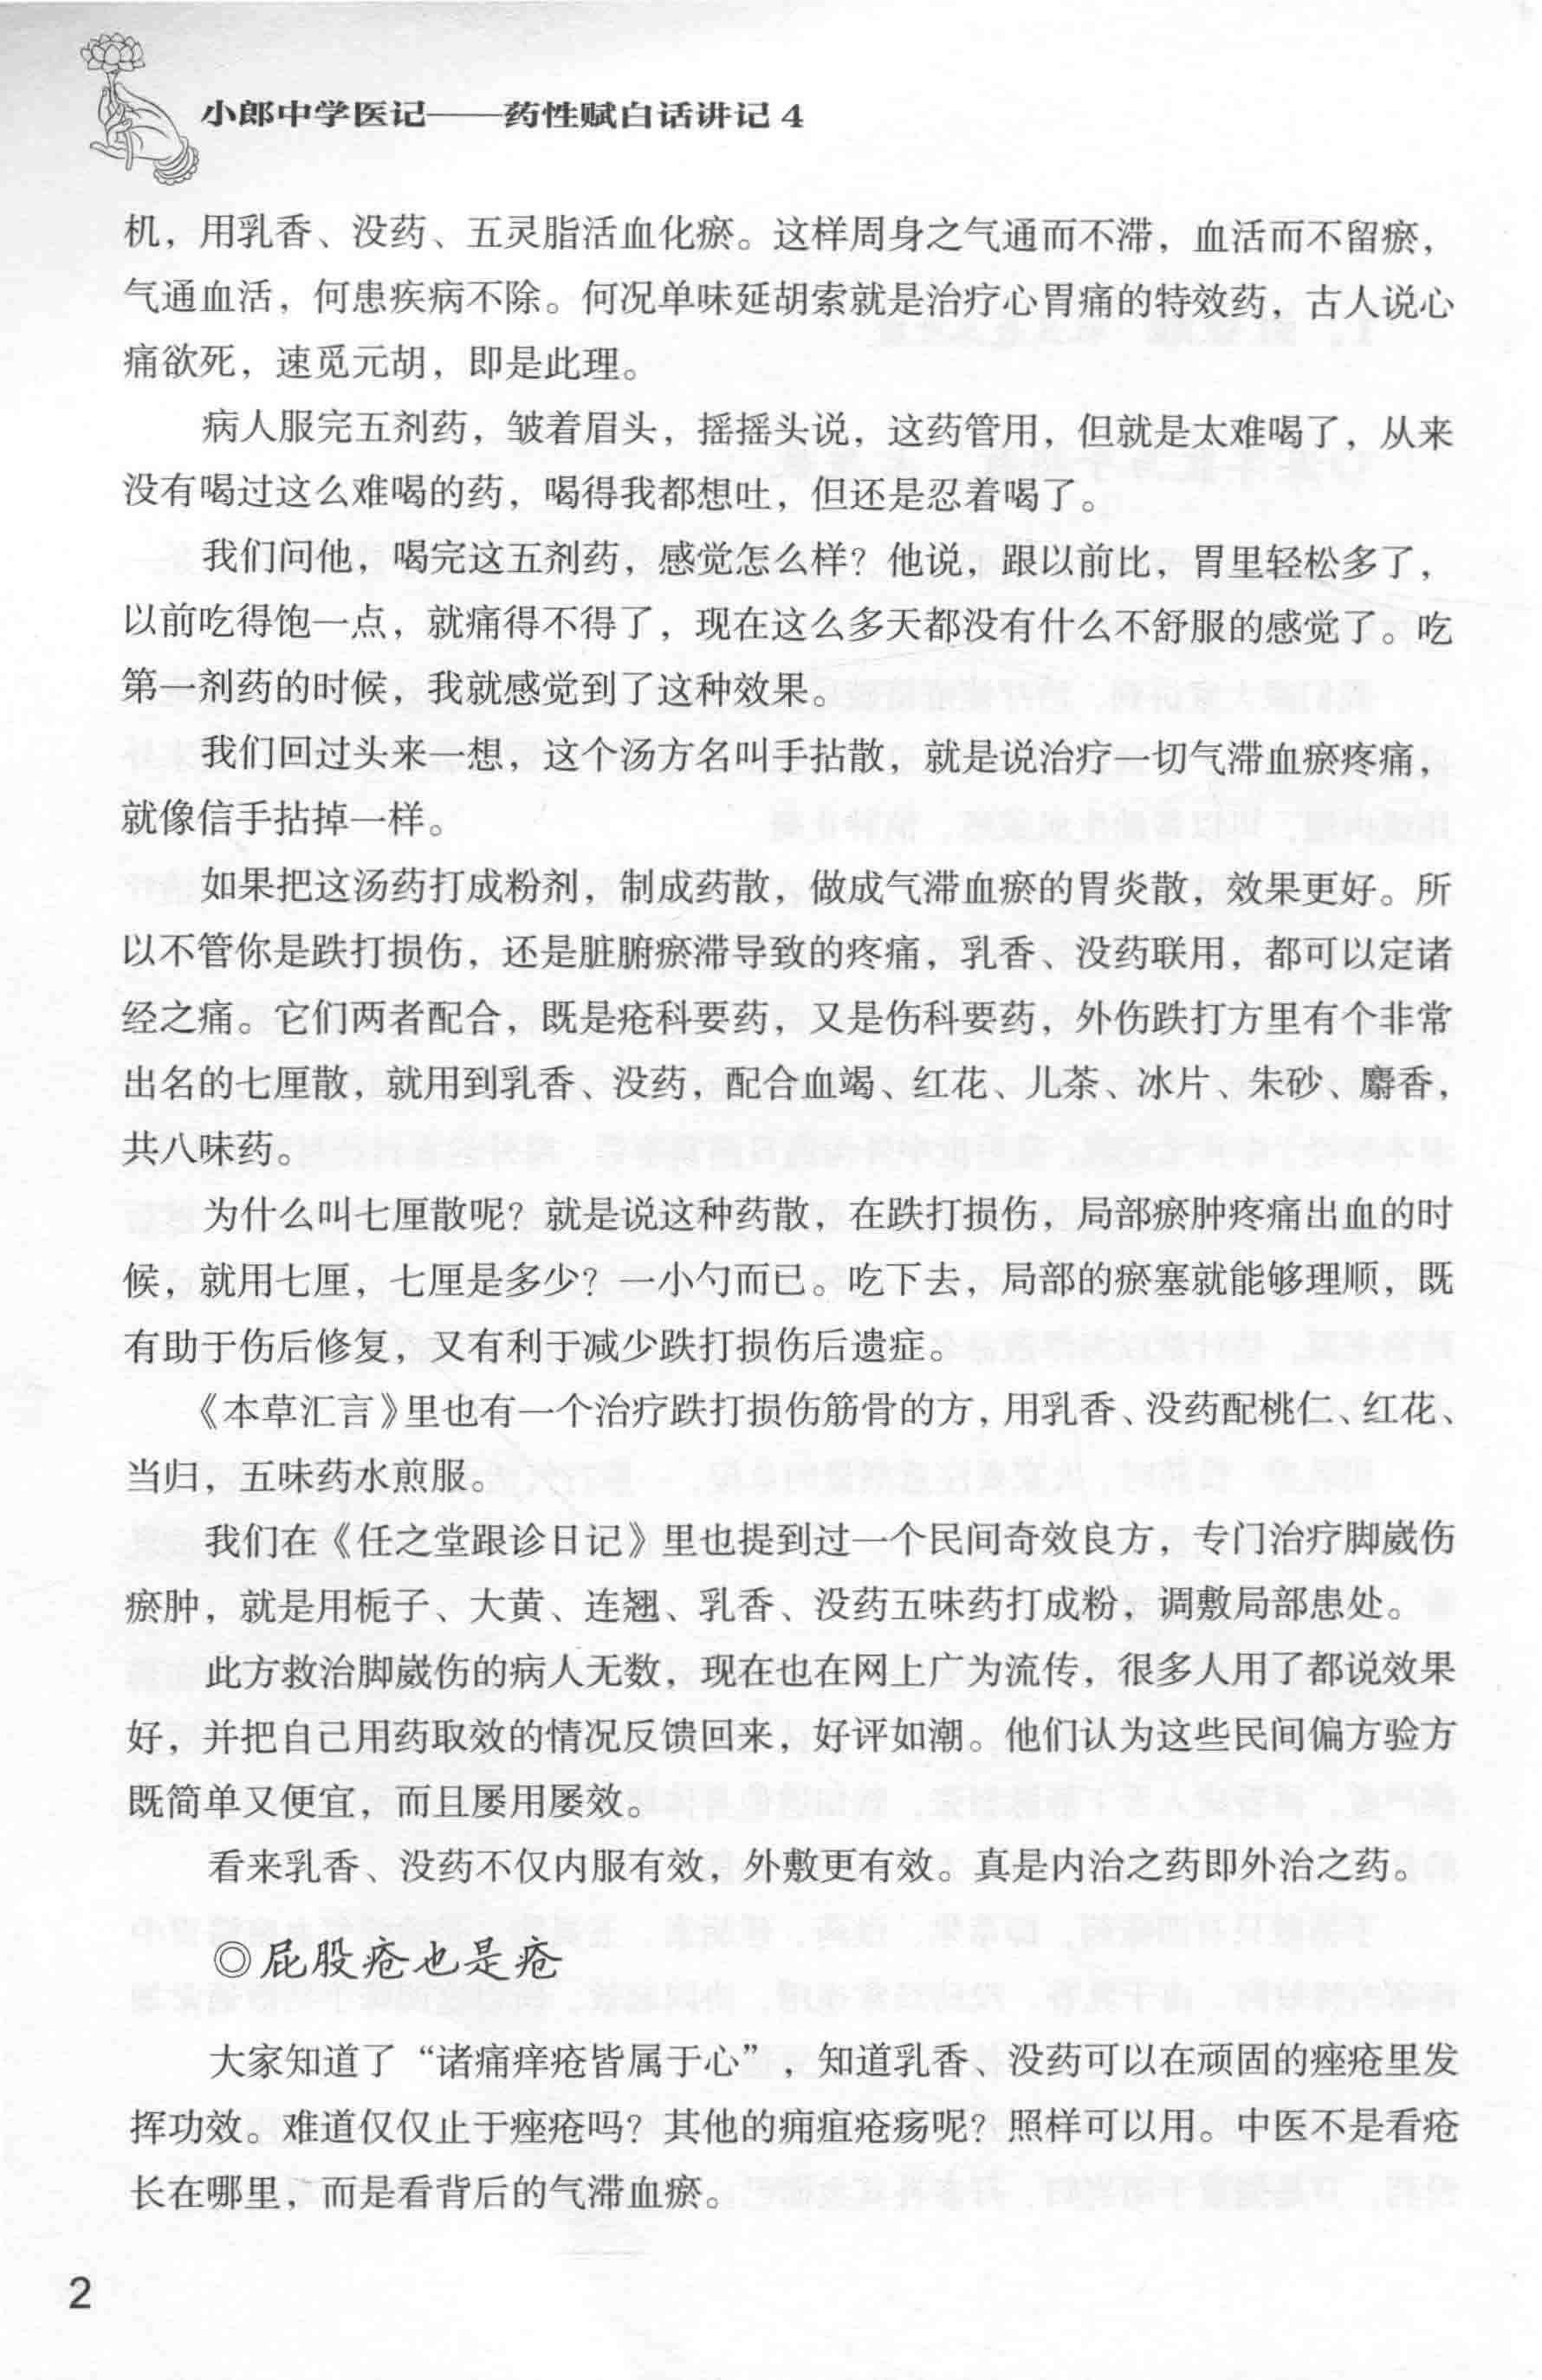 小郎中学医记——药性赋白话讲记 4
机，用乳香、没药、五灵脂活血化瘀。这样周身之气通而不滞，血活而不留瘀，
气通血活，何患疾病不除。何况单味延胡索就是治疗心胃痛的特效药，古人说心
痛欲死，速觅元胡，即是此理。
病人服完五剂药，皱着眉头，摇摇头说，这药管用，但就是太难喝了，从来
没有喝过这么难喝的药，喝得我都想吐，但还是忍着喝了。
我们问他，喝完这五剂药，感觉怎么样？他说，跟以前比，胃里轻松多了，
以前吃得饱一点，就痛得不得了，现在这么多天都没有什么不舒服的感觉了。吃
第一剂药的时候，我就感觉到了这种效果。
我们回过头来一想，这个汤方名叫手拈散，就是说治疗一切气滞血瘀疼痛，
就像信手拈掉一样。
如果把这汤药打成粉剂，制成药散，做成气滞血瘀的胃炎散，效果更好。所
以不管你是跌打损伤，还是脏腑瘀滞导致的疼痛，乳香、没药联用，都可以定诸
经之痛。它们两者配合，既是疮科要药，又是伤科要药，外伤跌打方里有个非常
出名的七厘散，就用到乳香、没药，配合血竭、红花、儿茶、冰片、朱砂、麝香，
共八味药。
为什么叫七厘散呢？就是说这种药散，在跌打损伤，局部瘀肿疼痛出血的时
候，就用七厘，七厘是多少？一小勺而已。吃下去，局部的瘀塞就能够理顺，既
有助于伤后修复，又有利于减少跌打损伤后遗症。
《本草汇言》里也有一个治疗跌打损伤筋骨的方，用乳香、没药配桃仁、红花、
当归，五味药水煎服。
我们在《任之堂跟诊日记》里也提到过一个民间奇效良方，专门治疗脚崴伤
瘀肿，就是用栀子、大黄、连翘、乳香、没药五味药打成粉，调敷局部患处。
此方救治脚崴伤的病人无数，现在也在网上广为流传，很多人用了都说效果
好，并把自己用药取效的情况反馈回来，好评如潮。他们认为这些民间偏方验方
既简单又便宜，而且屡用屡效。
看来乳香、没药不仅内服有效，外敷更有效。真是内治之药即外治之药。
◎屁股疮也是疮
大家知道了“诸痛痒疮皆属于心”，知道乳香、没药可以在顽固的痤疮里发
挥功效。难道仅仅止于痤疮吗？其他的痈疽疮疡呢？照样可以用。中医不是看疮
长在哪里，而是看背后的气滞血瘀。
2